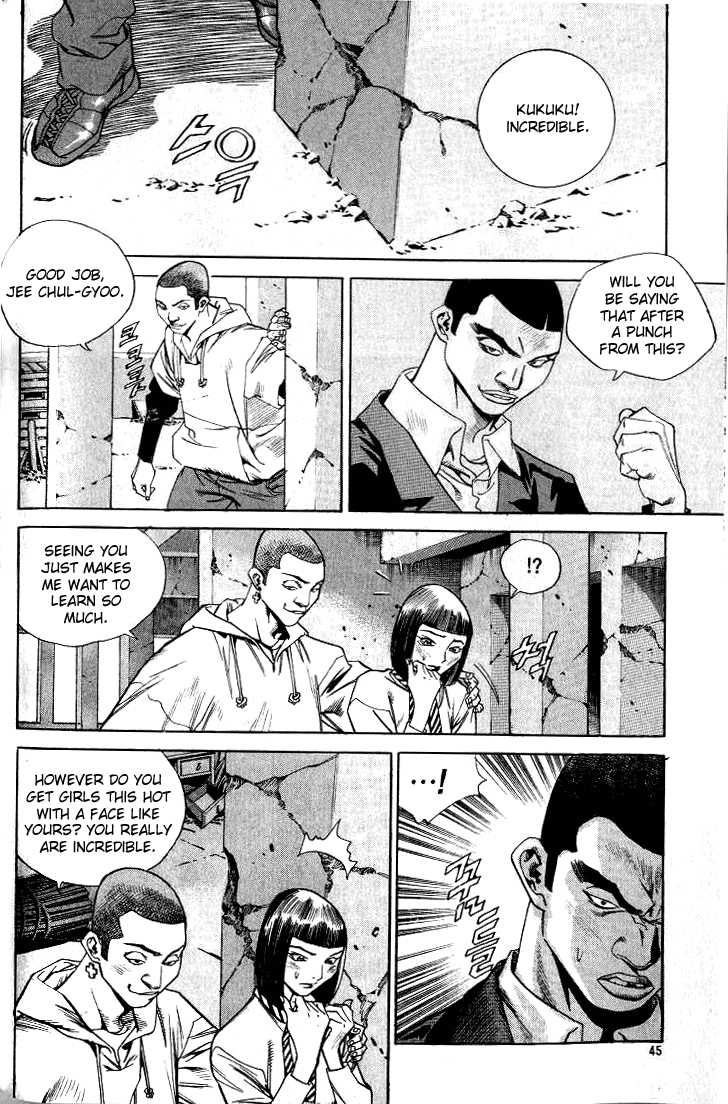 KUKUKU!
INCREDIBLE.
스윽
GOOD JOB,
JEE CHUL-GYOO.
WILL YOU
BE SAYING
THAT AFTER
A PUNCH
FROM THIS?
SEEING YOU
JUST MAKES
ME WANT TO
LEARN SO
MUCH.
!?
HOWEVER DO YOU
GET GIRLS THIS HOT
WITH A FACE LIKE
YOURS? YOU REALLY
ARE INCREDIBLE.
...!
45